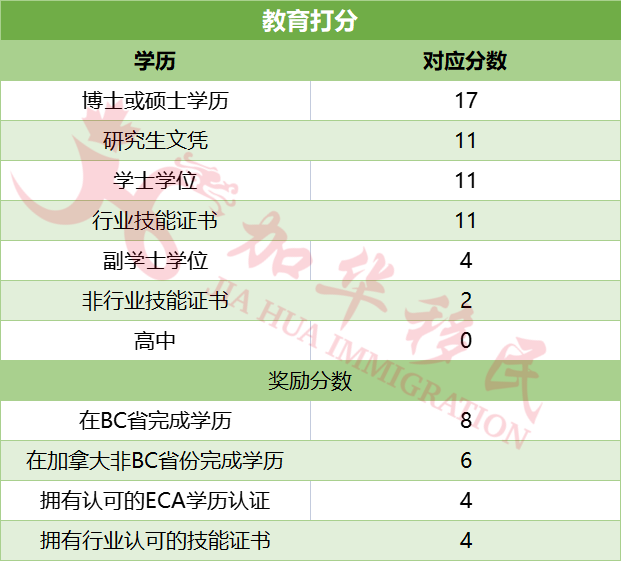 教育打分
学历 对应分数
博士或硕士学历 17
研究生文凭 11
学士学位 11
行业技能证书 11
副学士学位 4
非行业技能证书 2
高中 0
奖励分数
在BC省完成学历 8
在加拿大非BC省份完成学历 6
拥有认可的ECA学历认证 4
拥有行业认可的技能证书 4
加华移民
JIA HUA IMMIGRATION